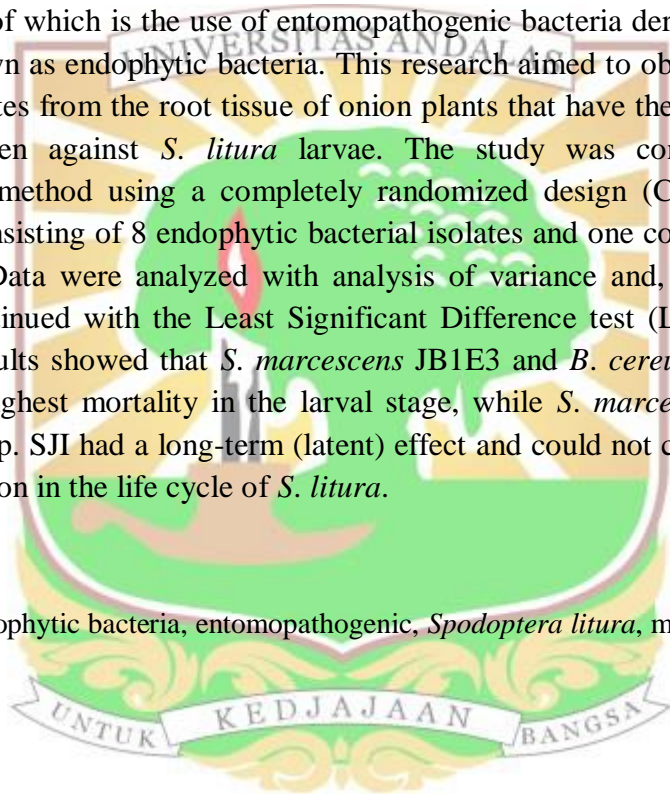 of which is the use of entomopathogenic bacteria der
UNIVERSITAS ANDALAS
wn as endophytic bacteria. This research aimed to ob
tes from the root tissue of onion plants that have the
en against S. litura larvae. The study was con
method using a completely randomized design (C
nsisting of 8 endophytic bacterial isolates and one co
Data were analyzed with analysis of variance and,
tinued with the Least Significant Difference test (L
ults showed that S. marcescens JB1E3 and B. cereu
ighest mortality in the larval stage, while S. marce
p. SJI had a long-term (latent) effect and could not c
on in the life cycle of S. litura.
ophytic bacteria, entomopathogenic, Spodoptera litura, m
UNTUK KEDJAJAAN BANGSA